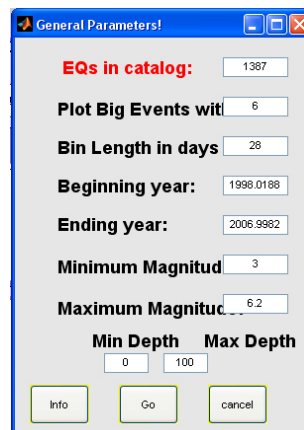 General Parameters!
EQs in catalog: 1387
Plot Big Events wit 6
Bin Length in days 28
Beginning year: 1998.0188
Ending year: 2006.9982
Minimum Magnitud 3
Maximum Magnitude: 6.2
Min Depth Max Depth
0 100
Info Go cancel